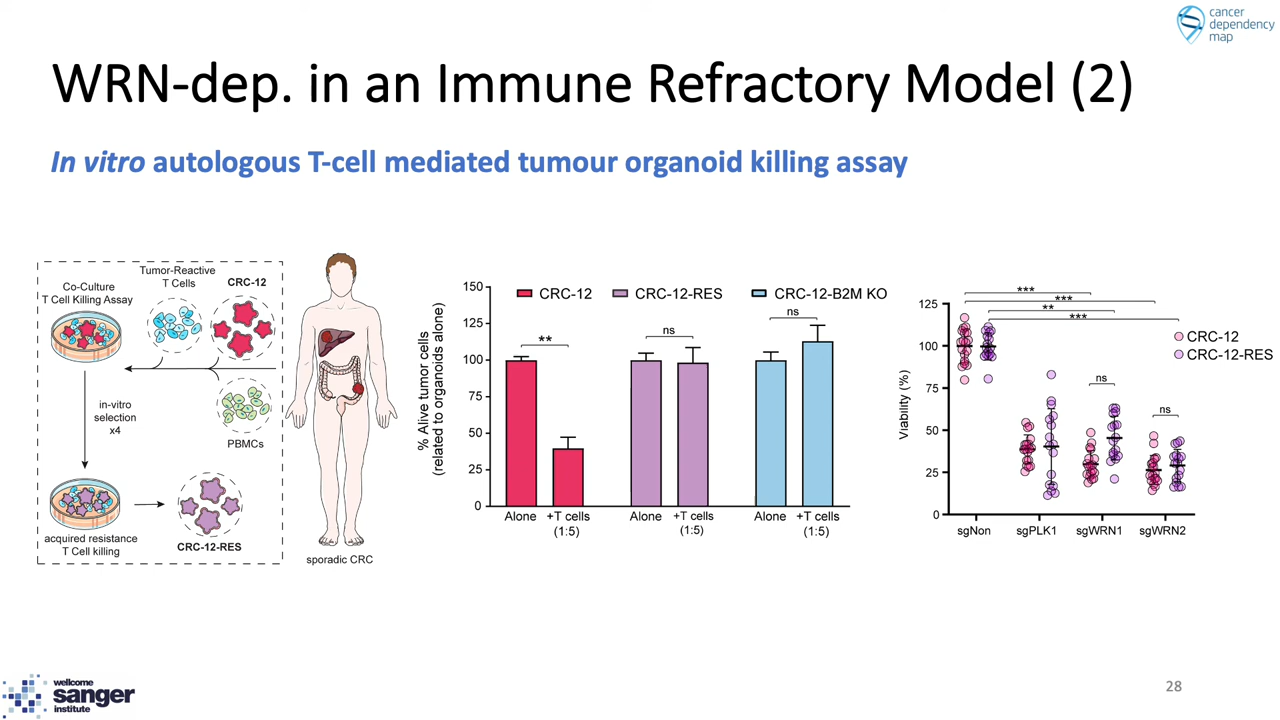 cancer
dependency
map
WRN-dep. in an Immune Refractory Model (2)
In vitro autologous T-cell mediated tumour organoid killing assay
Co-Culture
T Cell Killing Assay
Tumor-Reactive
T Cells
CRC-12
in-vitro
selection
x4
PBMCs
acquired resistance
T Cell killing
CRC-12-RES
sporadic CRC
% Alive tumor cells
(related to organoids alone)
150
125
100
75
50
25
0
CRC-12
CRC-12-RES
CRC-12-B2M KO
**
ns
ns
Alone
+T cells
(1:5)
Alone
+T cells
(1:5)
Alone
+T cells
(1:5)
Viability (%)
125
100
75
50
25
0
***
***
**
***
CRC-12
CRC-12-RES
ns
ns
sgNon
sgPLK1
sgWRN1
sgWRN2
wellcome
sanger
institute
28